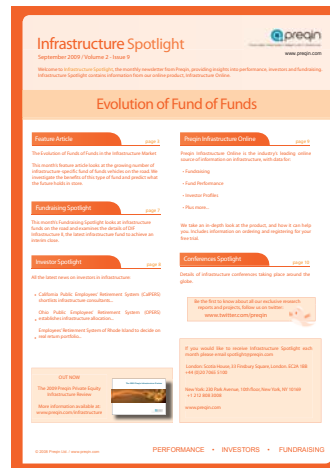 Infrastructure Spotlight
September 2009 / Volume 2 - Issue 9
preqin
www.preqin.com
Welcome to Infrastructure Spotlight, the monthly newsletter from Preqin, providing insights into performance, investors and fundraising.
Infrastructure Spotlight contains information from our online product, Infrastructure Online.
Evolution of Fund of Funds
Feature Article
The Evolution of Funds of Funds in the Infrastructure Market
This month's feature article looks at the growing number of
infrastructure specific fund of funds vehicles on the road. We
investigate the benefits of this type of fund and predict what
the future holds in store.
Fundraising Spotlight
page 7
This month's Fundraising Spotlight looks at infrastructure
funds on the road and examines the details of DIF
Infrastructure II, the latest infrastructure fund to achieve an
interim close.
Investor Spotlight
page 8
All the latest news on investors in infrastructure:
• California Public Employees' Retirement System (CalPERS)
shortlists infrastructure consultants...
• Ohio Public Employees' Retirement System (OPERS)
establishes infrastructure allocation...
• Employees' Retirement System of Rhode Island to decide on
real return portfolio...
OUT NOW
The 2009 Preqin Private Equity
Infrastructure Review
More information available at:
www.preqin.com/infrastructure
Preqin Infrastructure Online
page 9
Preqin Infrastructure Online is the industry's leading online
source of information on infrastructure, with data for:
• Fundraising
• Fund Performance
• Investor Profiles
• Plus more...
We take an in-depth look at the product, and how it can help
you. Includes information on ordering and registering for your
free trial.
Conferences Spotlight
page 10
Details of infrastructure conferences taking place around the
globe.
Be the first to know about all our exclusive research
reports and projects, follow us on twitter:
www.twitter.com/preqin
If you would like to receive Infrastructure Spotlight each
month please email spotlight@preqin.com
London: Scotia House, 33 Finsbury Square, London. EC2A 1BB
+44 (0)20 7065 5100
New York: 230 Park Avenue, 10th floor, New York, NY 10169
+1 212 808 3008
www.preqin.com
© 2009 Preqin Ltd - www.preqin.com
PERFORMANCE • INVESTORS • FUNDRAISING